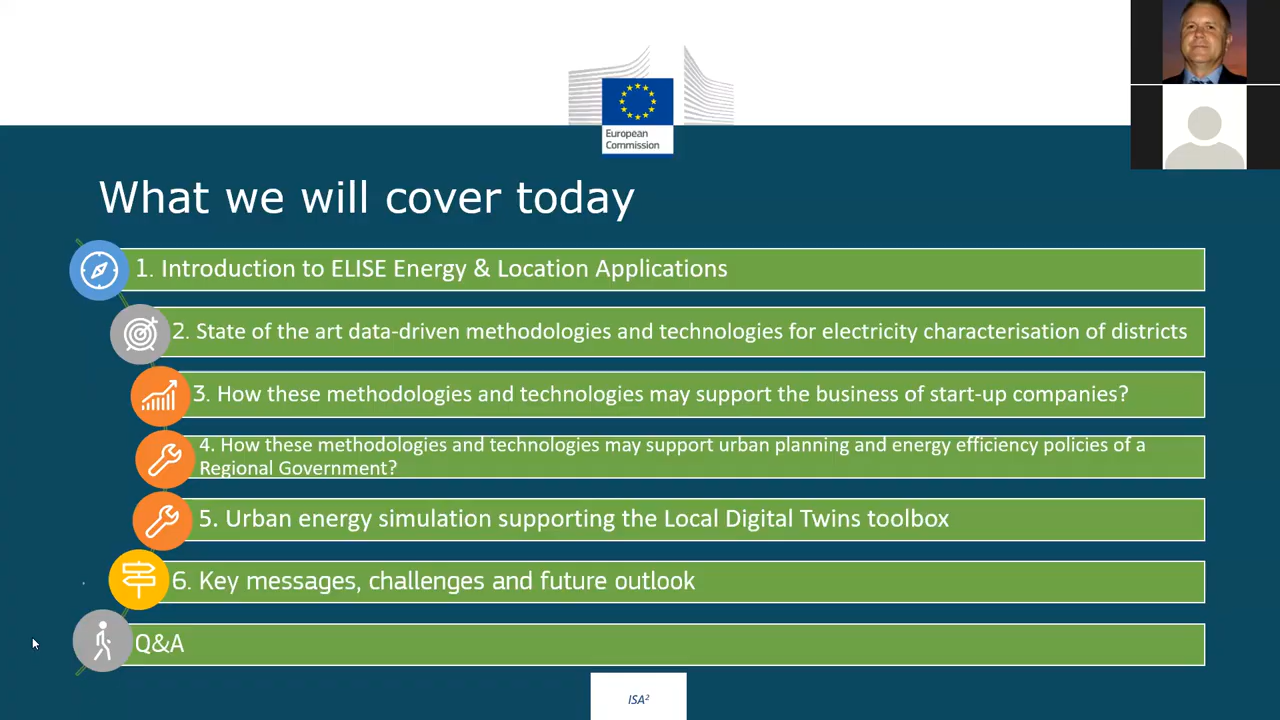 European
Commission
What we will cover today
1. Introduction to ELISE Energy & Location Applications
2. State of the art data-driven methodologies and technologies for electricity characterisation of districts
3. How these methodologies and technologies may support the business of start-up companies?
4. How these methodologies and technologies may support urban planning and energy efficiency policies of a
Regional Government?
5. Urban energy simulation supporting the Local Digital Twins toolbox
6. Key messages, challenges and future outlook
Q&A
ISA²